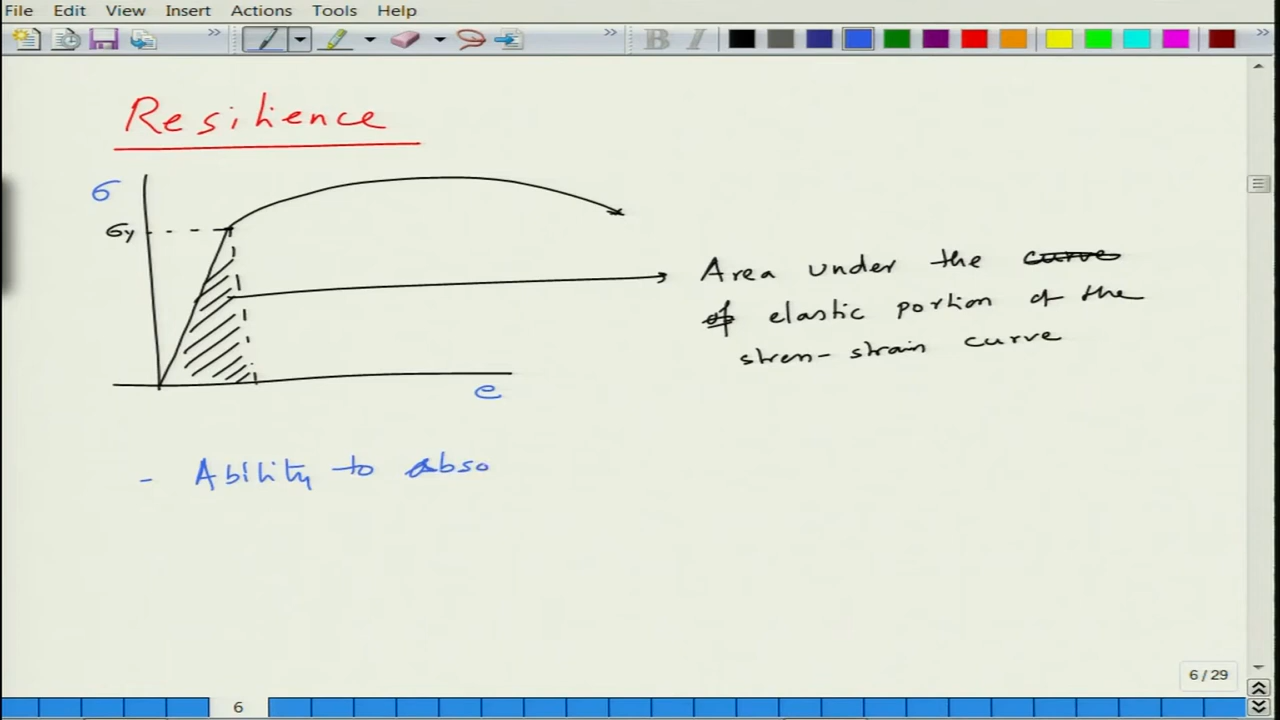 File Edit View Insert Actions Tools Help
B I
Resilience
σ
σy
Area under the curve
of elastic portion of the
stress-strain curve
e
- Ability to abso
6 / 29
6